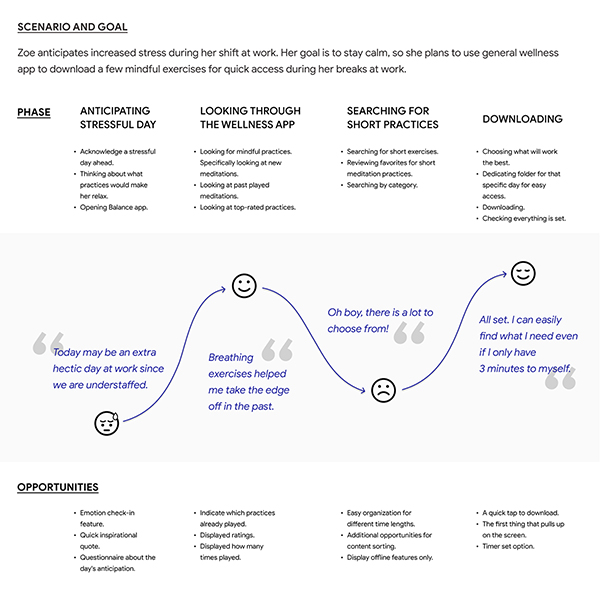 SCENARIO AND GOAL
Zoe anticipates increased stress during her shift at work. Her goal is to stay calm, so she plans to use general wellness
app to download a few mindful exercises for quick access during her breaks at work.
PHASE
ANTICIPATING
STRESSFUL DAY
• Acknowledge a stressful
day ahead.
• Thinking about what
practices would make
her relax.
• Opening Balance app.
LOOKING THROUGH
THE WELLNESS APP
• Looking for mindful practices.
Specifically looking at new
meditations.
• Looking at past played
meditations.
• Looking at top-rated practices.
SEARCHING FOR
SHORT PRACTICES
• Searching for short exercises.
• Reviewing favorites for short
meditation practices.
• Searching by category.
DOWNLOADING
• Choosing what will work
the best.
• Dedicating folder for that
specific day for easy
access.
• Downloading.
• Checking everything is set.
Today may be an extra
hectic day at work since
we are understaffed.
Breathing
exercises helped
me take the edge
off in the past.
Oh boy, there is a lot to
choose from!
All set. I can easily
find what I need even
if I only have
3 minutes to myself.
OPPORTUNITIES
• Emotion check-in
feature.
• Quick inspirational
quote.
• Questionnaire about the
day's anticipation.
• Indicate which practices
already played.
• Displayed ratings.
• Displayed how many
times played.
• Easy organization for
different time lengths.
• Additional opportunities for
content sorting.
• Display offline features only.
• A quick tap to download.
• The first thing that pulls up
on the screen.
• Timer set option.